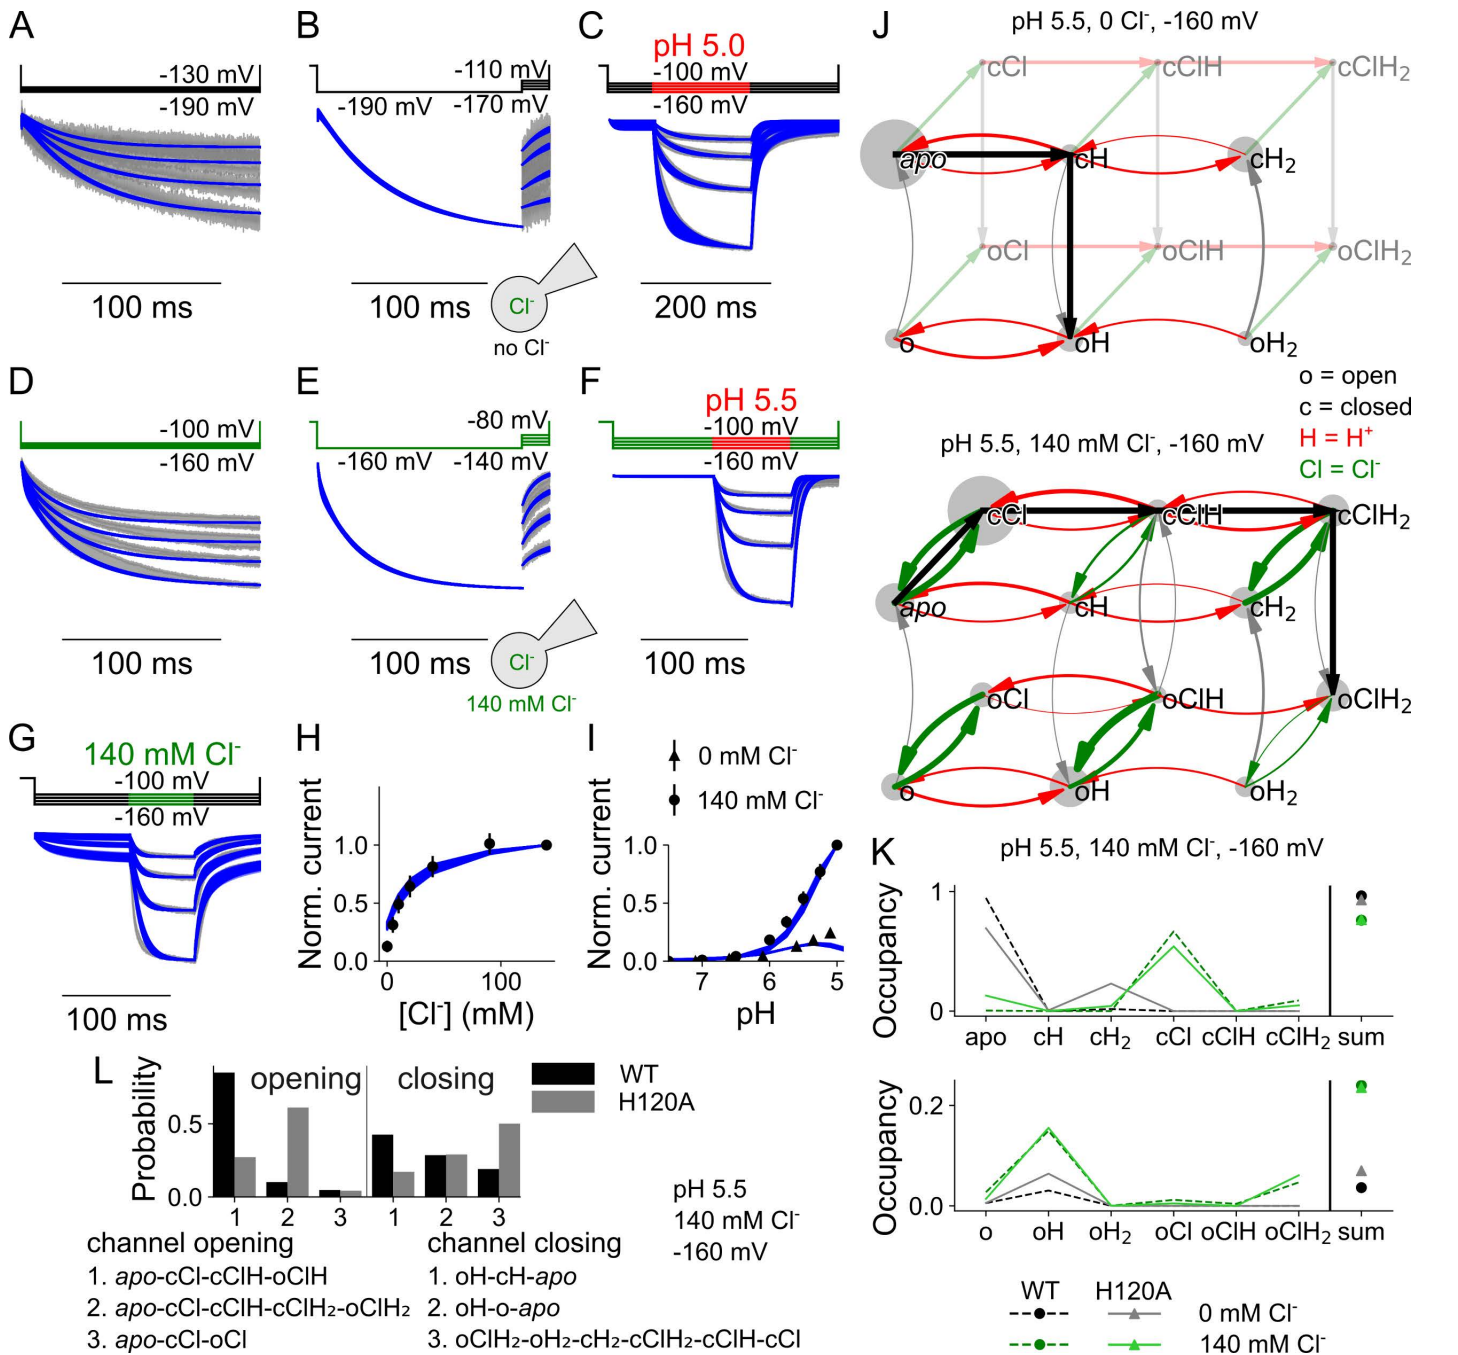 A
-130 mV
-190 mV
100 ms
B
-110 mV
-190 mV
-170 mV
100 ms
Cl-
no Cl-
C
pH 5.0
-100 mV
-160 mV
200 ms
D
-100 mV
-160 mV
100 ms
E
-80 mV
-160 mV
-140 mV
100 ms
Cl-
140 mM Cl-
F
pH 5.5
-100 mV
-160 mV
100 ms
G
140 mM Cl-
-100 mV
-160 mV
100 ms
H
Norm. current
1.0
0.5
0.0
0
100
[Cl-] (mM)
I
0 mM Cl-
140 mM Cl-
Norm. current
1.0
0.5
0.0
7
6
5
pH
J
pH 5.5, 0 Cl-, -160 mV
cCl
cClH
cClH₂
apo
cH
cH₂
oCl
oClH
oClH₂
o
oH
oH₂
o = open
c = closed
H = H+
Cl = Cl-
pH 5.5, 140 mM Cl-, -160 mV
cCl
cClH
cClH₂
apo
cH
cH₂
oCl
oClH
oClH₂
o
oH
oH₂
K
pH 5.5, 140 mM Cl-, -160 mV
Occupancy
1
0
apo cH cH₂ cCl cClH cClH₂ sum
Occupancy
0.2
0.0
o oH oH₂ oCl oClH oClH₂ sum
WT H120A
0 mM Cl-
140 mM Cl-
L
Probability
0.5
0.0
opening
closing
WT
H120A
1 2 3 1 2 3
pH 5.5
140 mM Cl-
-160 mV
channel opening
1. apo-cCl-cClH-oClH
2. apo-cCl-cClH-cClH₂-oClH₂
3. apo-cCl-oCl
channel closing
1. oH-cH-apo
2. oH-o-apo
3. oClH₂-oH₂-cH₂-cClH₂-cClH-cCl